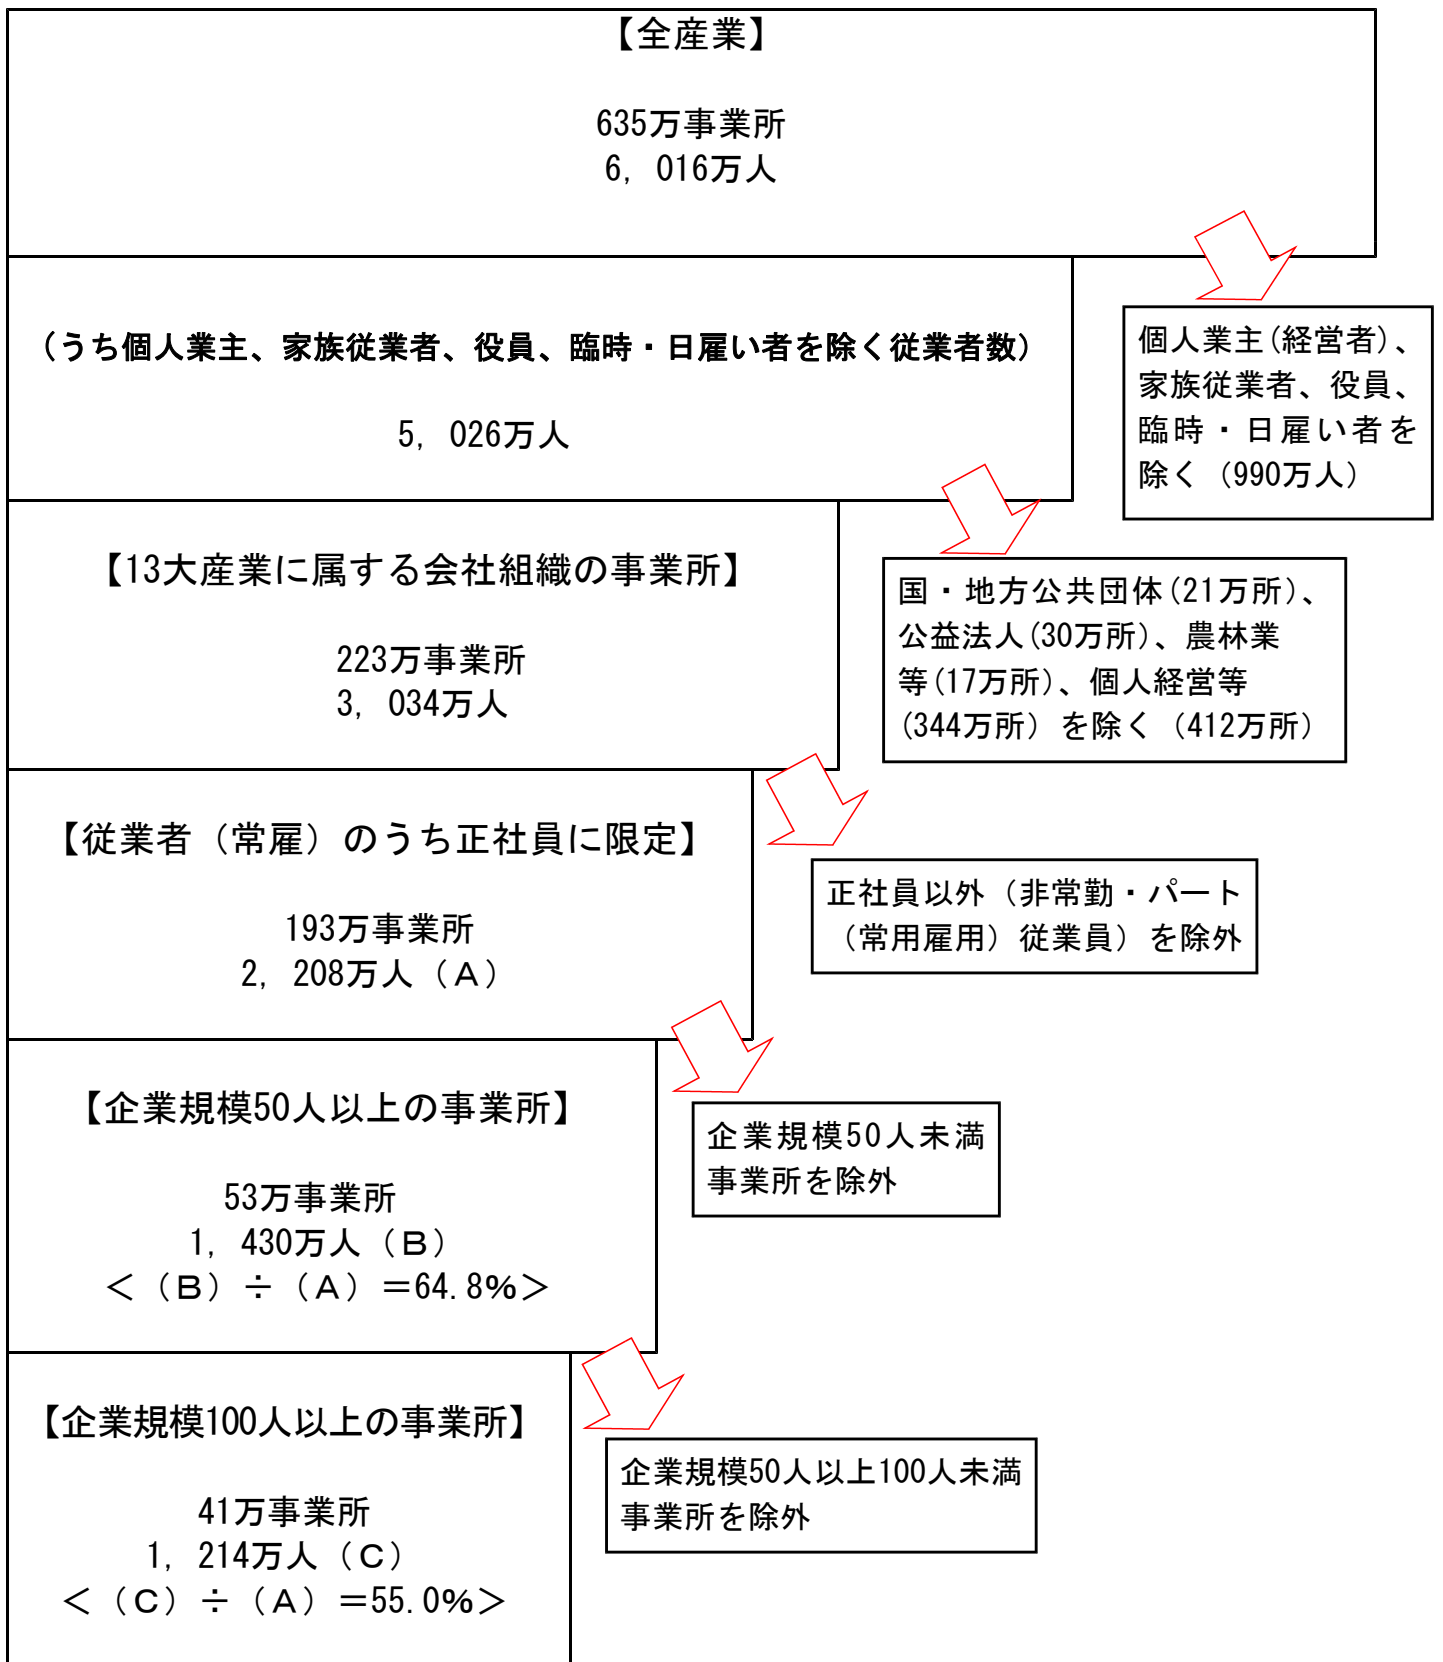 【全産業】
635万事業所
6，016万人
（うち個人業主、家族従業者、役員、臨時・日雇い者を除く従業者数）
5，026万人
個人業主(経営者)、
家族従業者、役員、
臨時・日雇い者を
除く（990万人）
【13大産業に属する会社組織の事業所】
223万事業所
3，034万人
国・地方公共団体(21万所)、
公益法人(30万所)、農林業
等(17万所)、個人経営等
(344万所）を除く（412万所）
【従業者（常雇）のうち正社員に限定】
193万事業所
2，208万人（Ａ）
正社員以外（非常勤・パート
（常用雇用）従業員）を除外
【企業規模50人以上の事業所】
53万事業所
1，430万人（Ｂ）
＜（Ｂ）÷（Ａ）＝64.8%＞
企業規模50人未満
事業所を除外
【企業規模100人以上の事業所】
41万事業所
1，214万人（Ｃ）
＜（Ｃ）÷（Ａ）＝55.0%＞
企業規模50人以上100人未満
事業所を除外